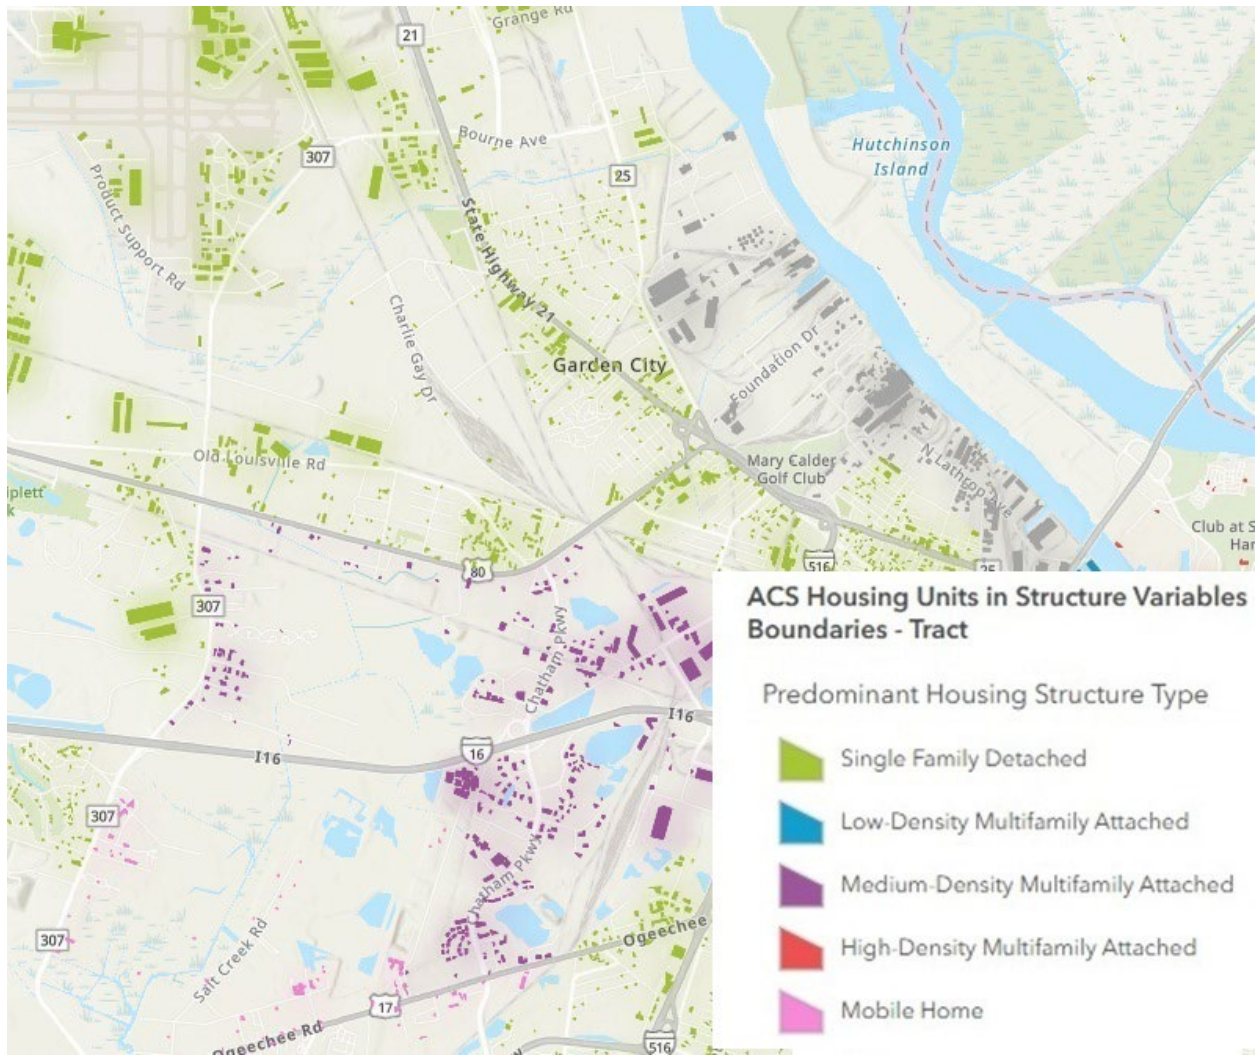 Grange Rd
21
Bourne Ave
307
25
Hutchinson
Island
Product Support Rd
State Highway 21
Charlie Gay Dr
Garden City
Foundation Dr
Old Louisville Rd
Mary Calder
Golf Club
N Lathrop Ave
iplett
k
Club at S
Har
516
25
80
307
Chatham Pkwy
I16
I16
16
307
Chatham Pkwy
307
Salt Creek Rd
Ogeechee
17
Ogeechee Rd
516
w
ACS Housing Units in Structure Variables
Boundaries - Tract
Predominant Housing Structure Type
Single Family Detached
Low-Density Multifamily Attached
Medium-Density Multifamily Attached
High-Density Multifamily Attached
Mobile Home